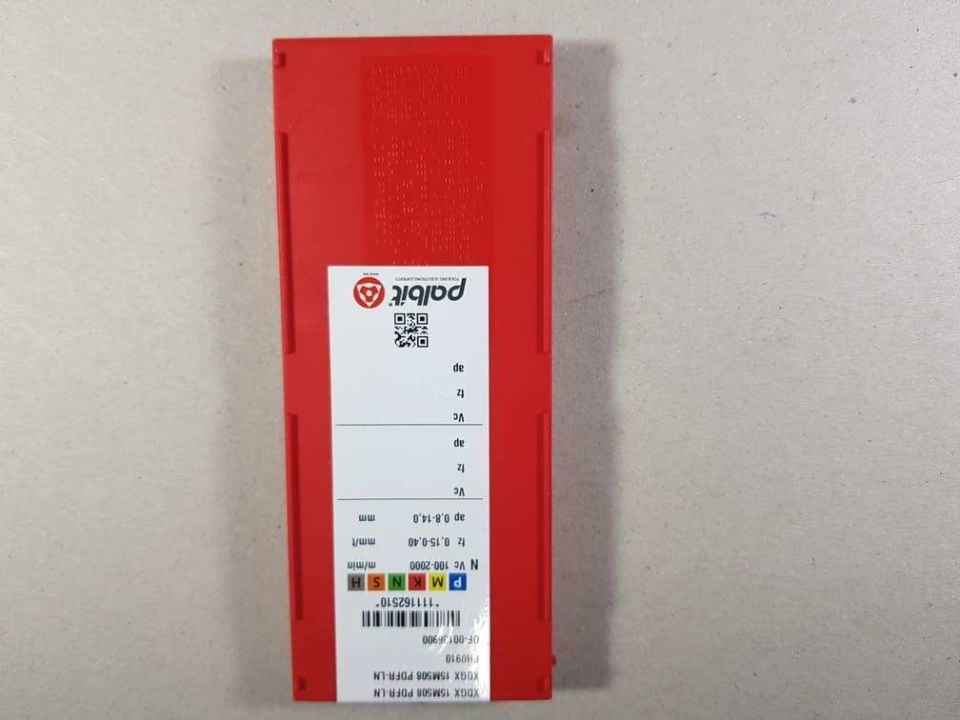 XDGX 15M508 PDFR-LN
XDGX 15M508 PDFR-LN
PH0910
OF-00136900
*1111162510*
P M K N S H
N Vc 100-2000 m/min
fz 0,15-0,40 mm/t
ap 0,8-14,0 mm
Vc
fz
ap
Vc
fz
ap
palbit®
TOOLING SOLUTIONS EXPERTS